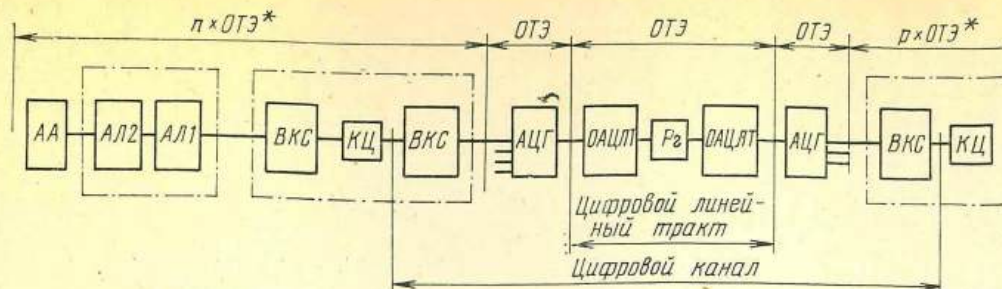 n×ОТЭ* ОТЭ ОТЭ ОТЭ p×ОТЭ*
АА АЛ2 АЛ1 ВКС КЦ ВКС АЦГ ОАЦЛТ Рг ОАЦЛТ АЦГ ВКС КЦ
Цифровой линей-
ный тракт
Цифровой канал